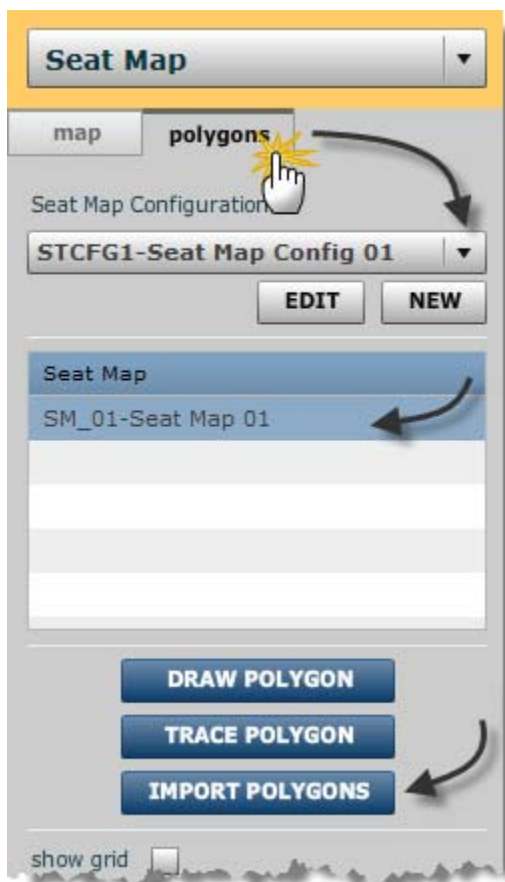 Seat Map
map
polygons
Seat Map Configuration
STCFG1-Seat Map Config 01
EDIT
NEW
Seat Map
SM_01-Seat Map 01
DRAW POLYGON
TRACE POLYGON
IMPORT POLYGONS
show grid